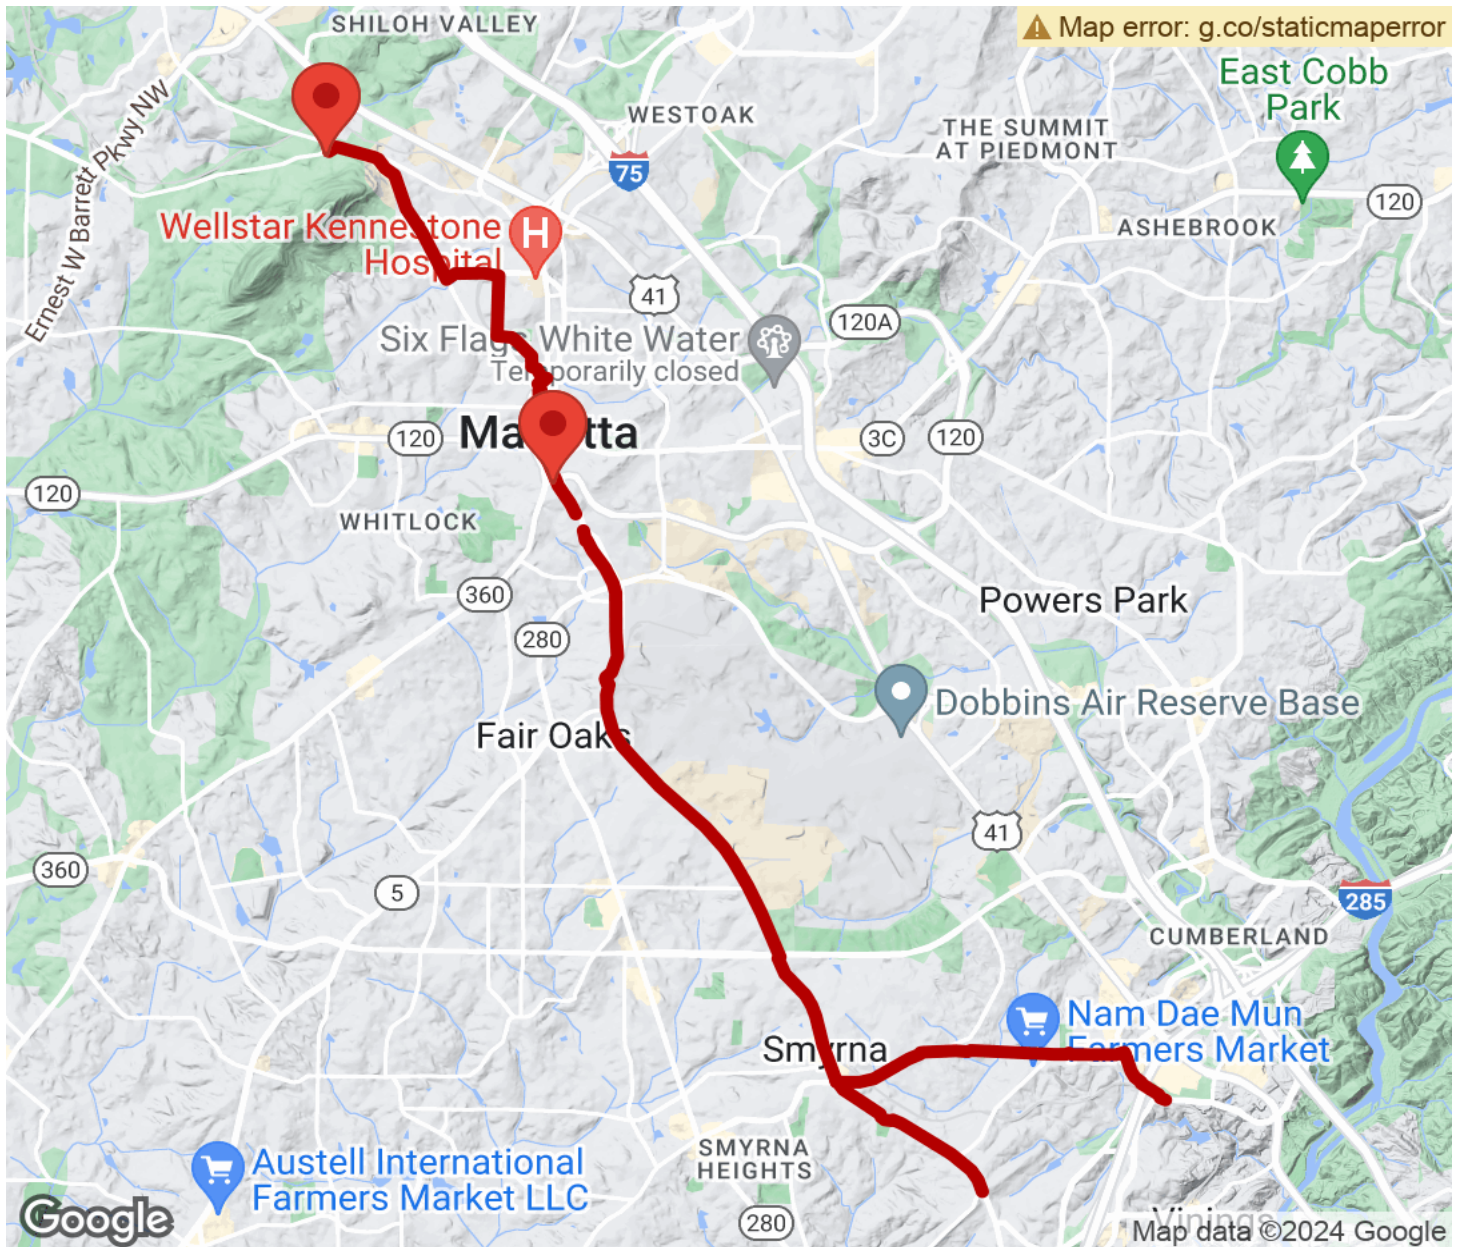 SHILOH VALLEY
Map error: g.co/staticmaperror
East Cobb
Park
WESTOAK
THE SUMMIT
AT PIEDMONT
Ernest W Barrett Pkwy NW
75
120
Wellstar Kennestone
Hospital
H
ASHEBROOK
41
120A
Six Flags White Water
Temporarily closed
120
Marietta
3C
120
120
WHITLOCK
360
Powers Park
280
Dobbins Air Reserve Base
Fair Oaks
41
360
5
285
CUMBERLAND
Nam Dae Mun
Farmers Market
Smyrna
SMYRNA
HEIGHTS
Austell International
Farmers Market LLC
Google
280
Vinings
Map data ©2024 Google